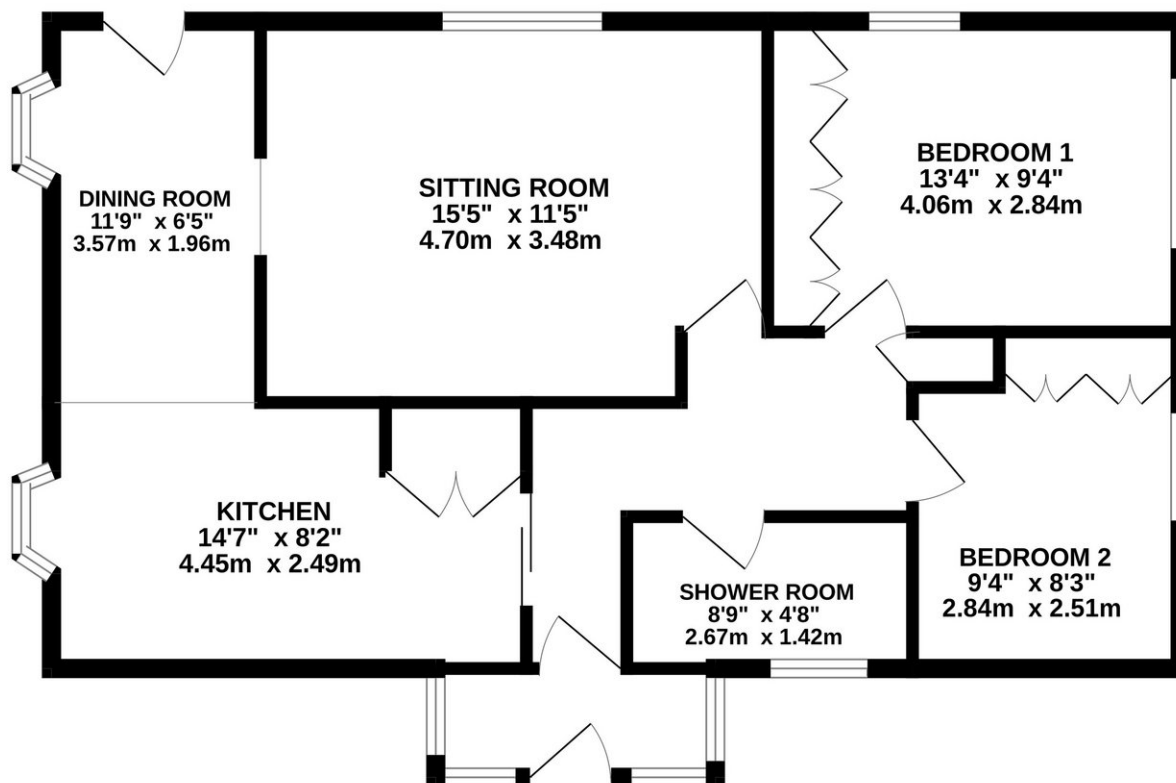 DINING ROOM
11'9" x 6'5"
3.57m x 1.96m
SITTING ROOM
15'5" x 11'5"
4.70m x 3.48m
BEDROOM 1
13'4" x 9'4"
4.06m x 2.84m
KITCHEN
14'7" x 8'2"
4.45m x 2.49m
SHOWER ROOM
8'9" x 4'8"
2.67m x 1.42m
BEDROOM 2
9'4" x 8'3"
2.84m x 2.51m